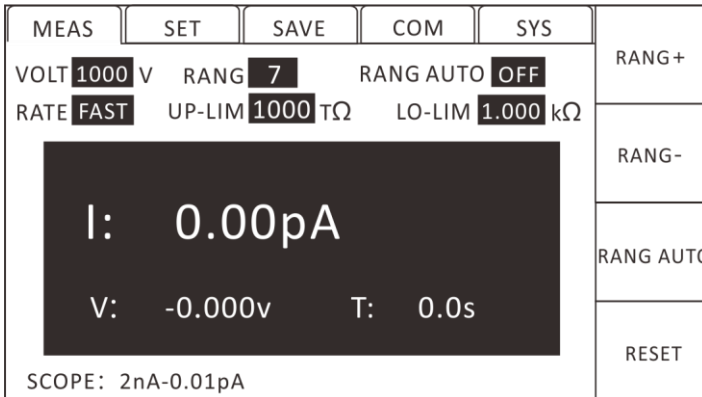 MEAS SET SAVE COM SYS
VOLT 1000 V RANG 7 RANG AUTO OFF
RATE FAST UP-LIM 1000 TΩ LO-LIM 1.000 kΩ
I: 0.00pA
V: -0.000v T: 0.0s
SCOPE: 2nA-0.01pA
RANG+
RANG-
RANG AUTO
RESET